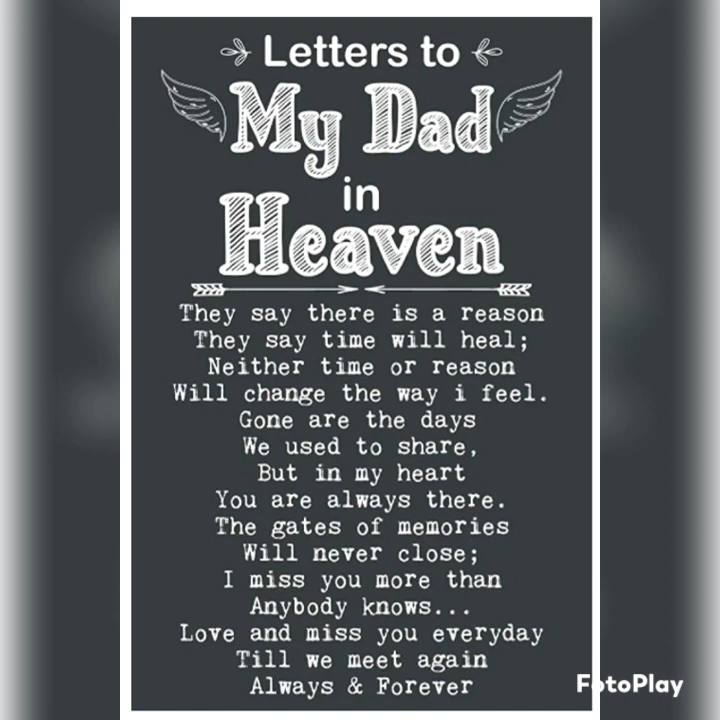 Letters to
My Dad
in
Heaven
They say there is a reason
They say time will heal;
Neither time or reason
Will change the way i feel.
Gone are the days
We used to share,
But in my heart
You are always there.
The gates of memories
Will never close;
I miss you more than
Anybody knows...
Love and miss you everyday
Till we meet again
Always & Forever
FotoPlay